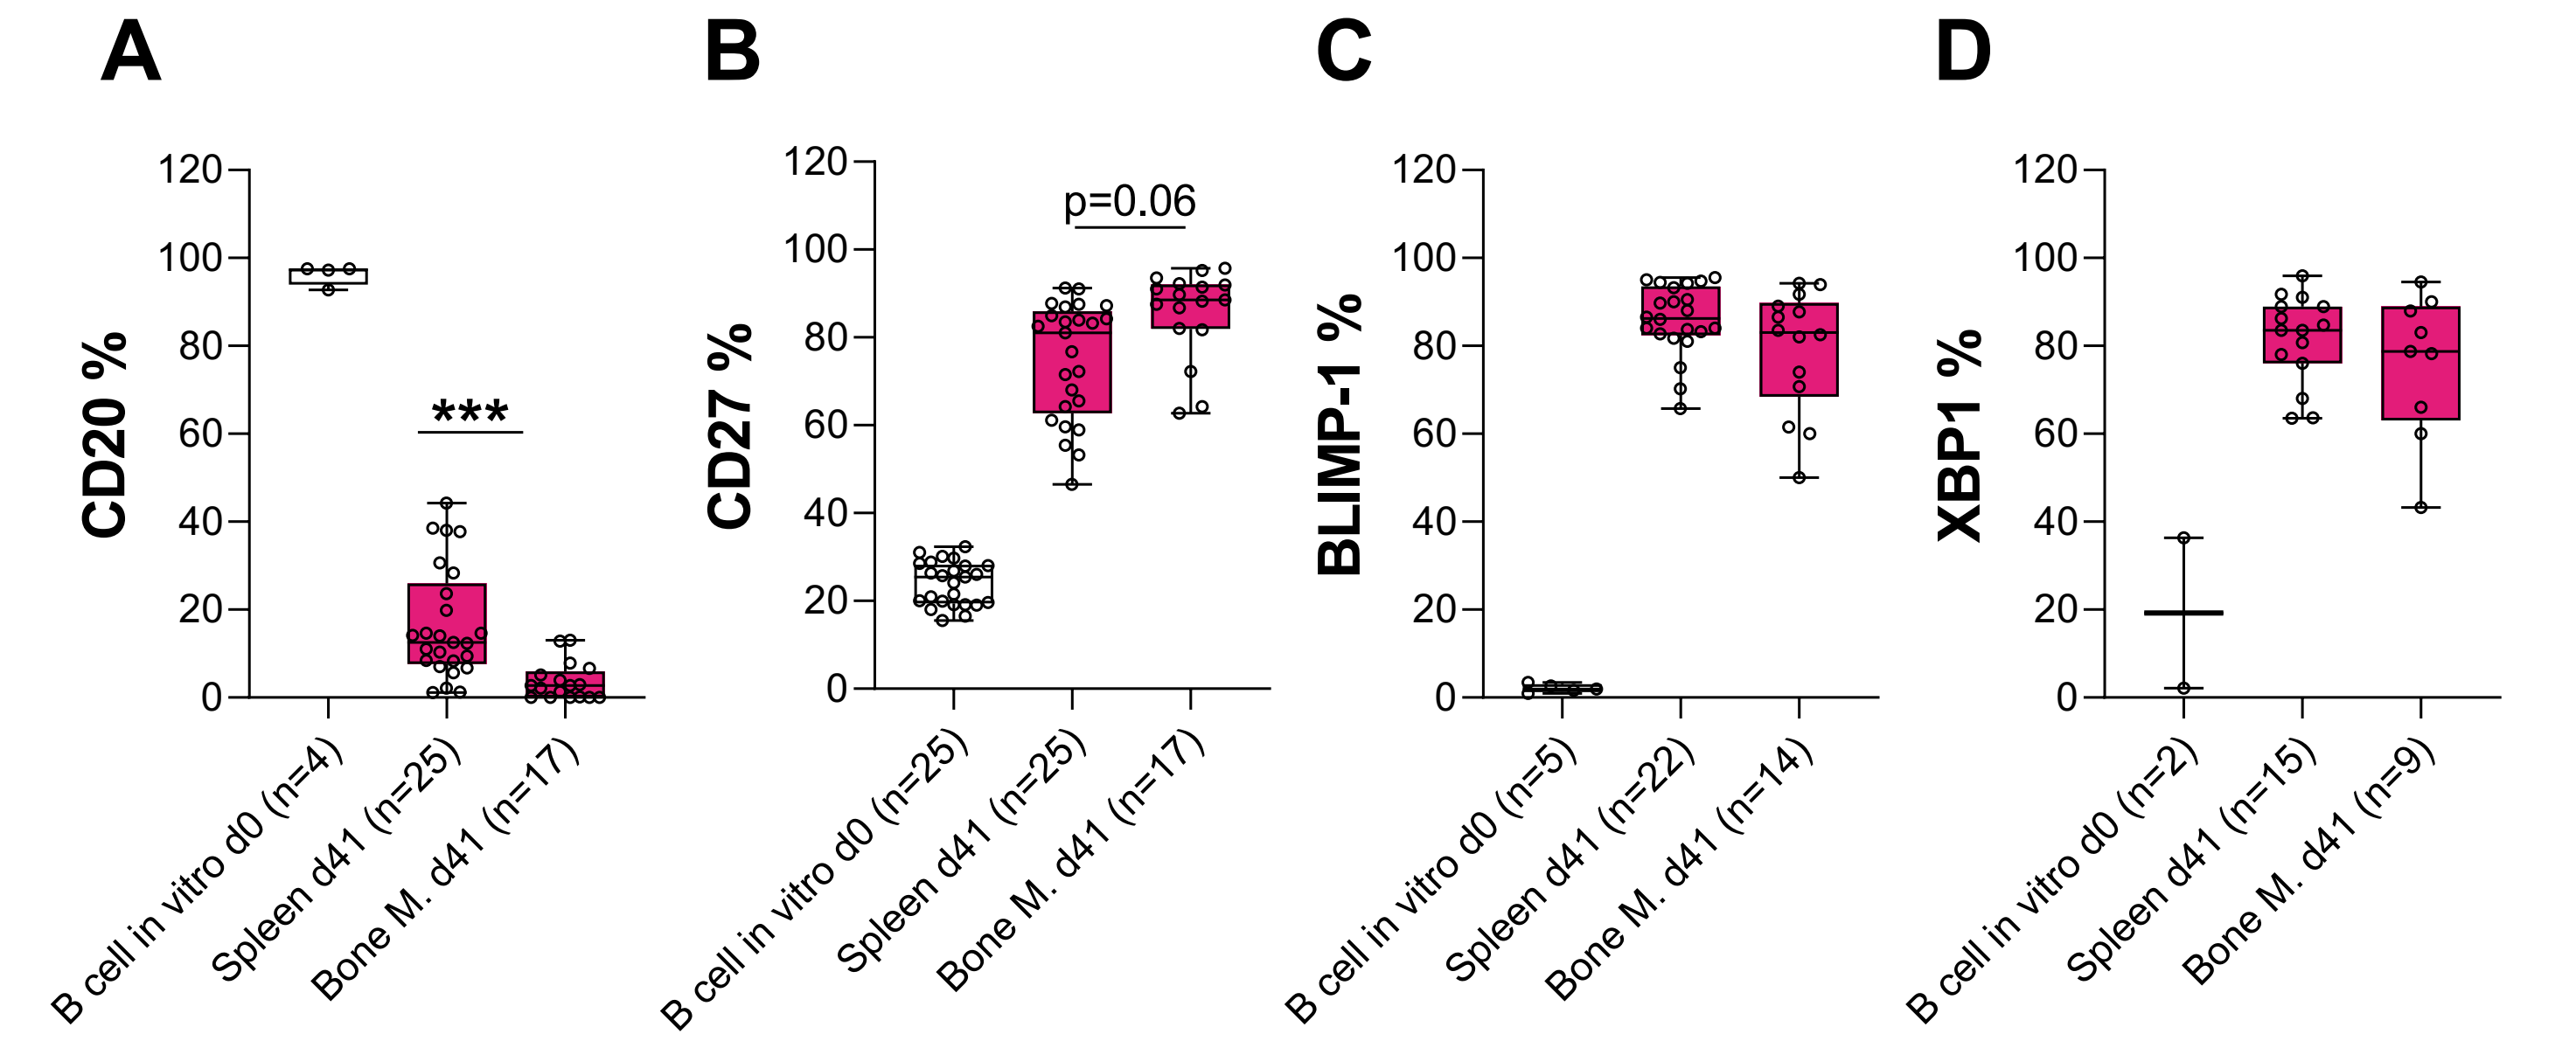 A
CD20 %
120
100
80
60
40
20
0
***
B cell in vitro d0 (n=4)
Spleen d41 (n=25)
Bone M. d41 (n=17)
B
CD27 %
120
100
80
60
40
20
0
p=0.06
B cell in vitro d0 (n=25)
Spleen d41 (n=25)
Bone M. d41 (n=17)
C
BLIMP-1 %
120
100
80
60
40
20
0
B cell in vitro d0 (n=5)
Spleen d41 (n=22)
Bone M. d41 (n=14)
D
XBP1 %
120
100
80
60
40
20
0
B cell in vitro d0 (n=2)
Spleen d41 (n=15)
Bone M. d41 (n=9)